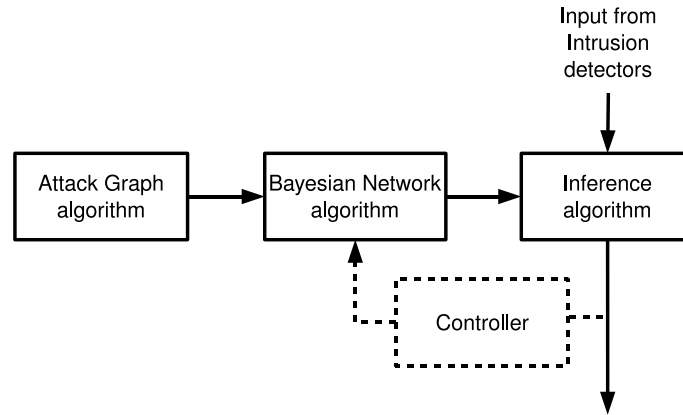 Input from
Intrusion
detectors
Attack Graph
algorithm
Bayesian Network
algorithm
Inference
algorithm
Controller